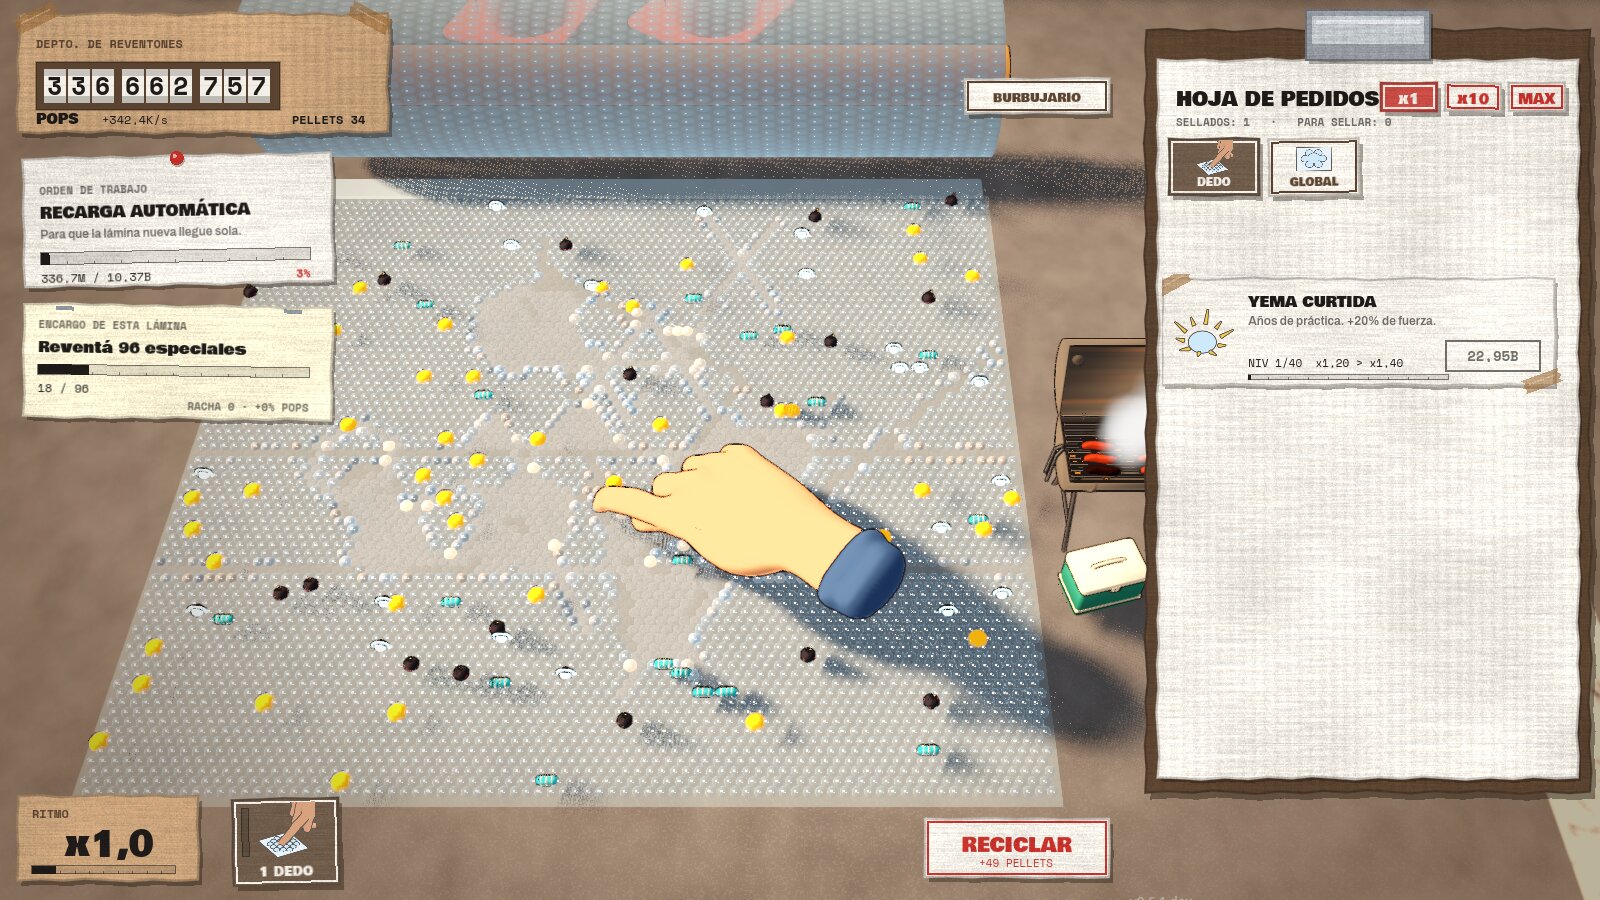 DEPTO. DE REVENTONES
336 662 757
POPS +342.4K/s PELLETS 34
ORDEN DE TRABAJO
RECARGA AUTOMÁTICA
Para que la lámina nueva llegue sola.
336.7M / 10.37B 3%
ENCARGO DE ESTA LÁMINA
Reventá 96 especiales
18 / 96
RACHA 0 · +0% POPS
RITMO
x1,0
1 DEDO
BURBUJARIO
RECICLAR
+49 PELLETS
HOJA DE PEDIDOS x1 x10 MAX
SELLADOS: 1 · PARA SELLAR: 0
DEDO GLOBAL
YEMA CURTIDA
Años de práctica. +20% de fuerza.
NIV 1/40 x1,20 > x1,40 22,95B